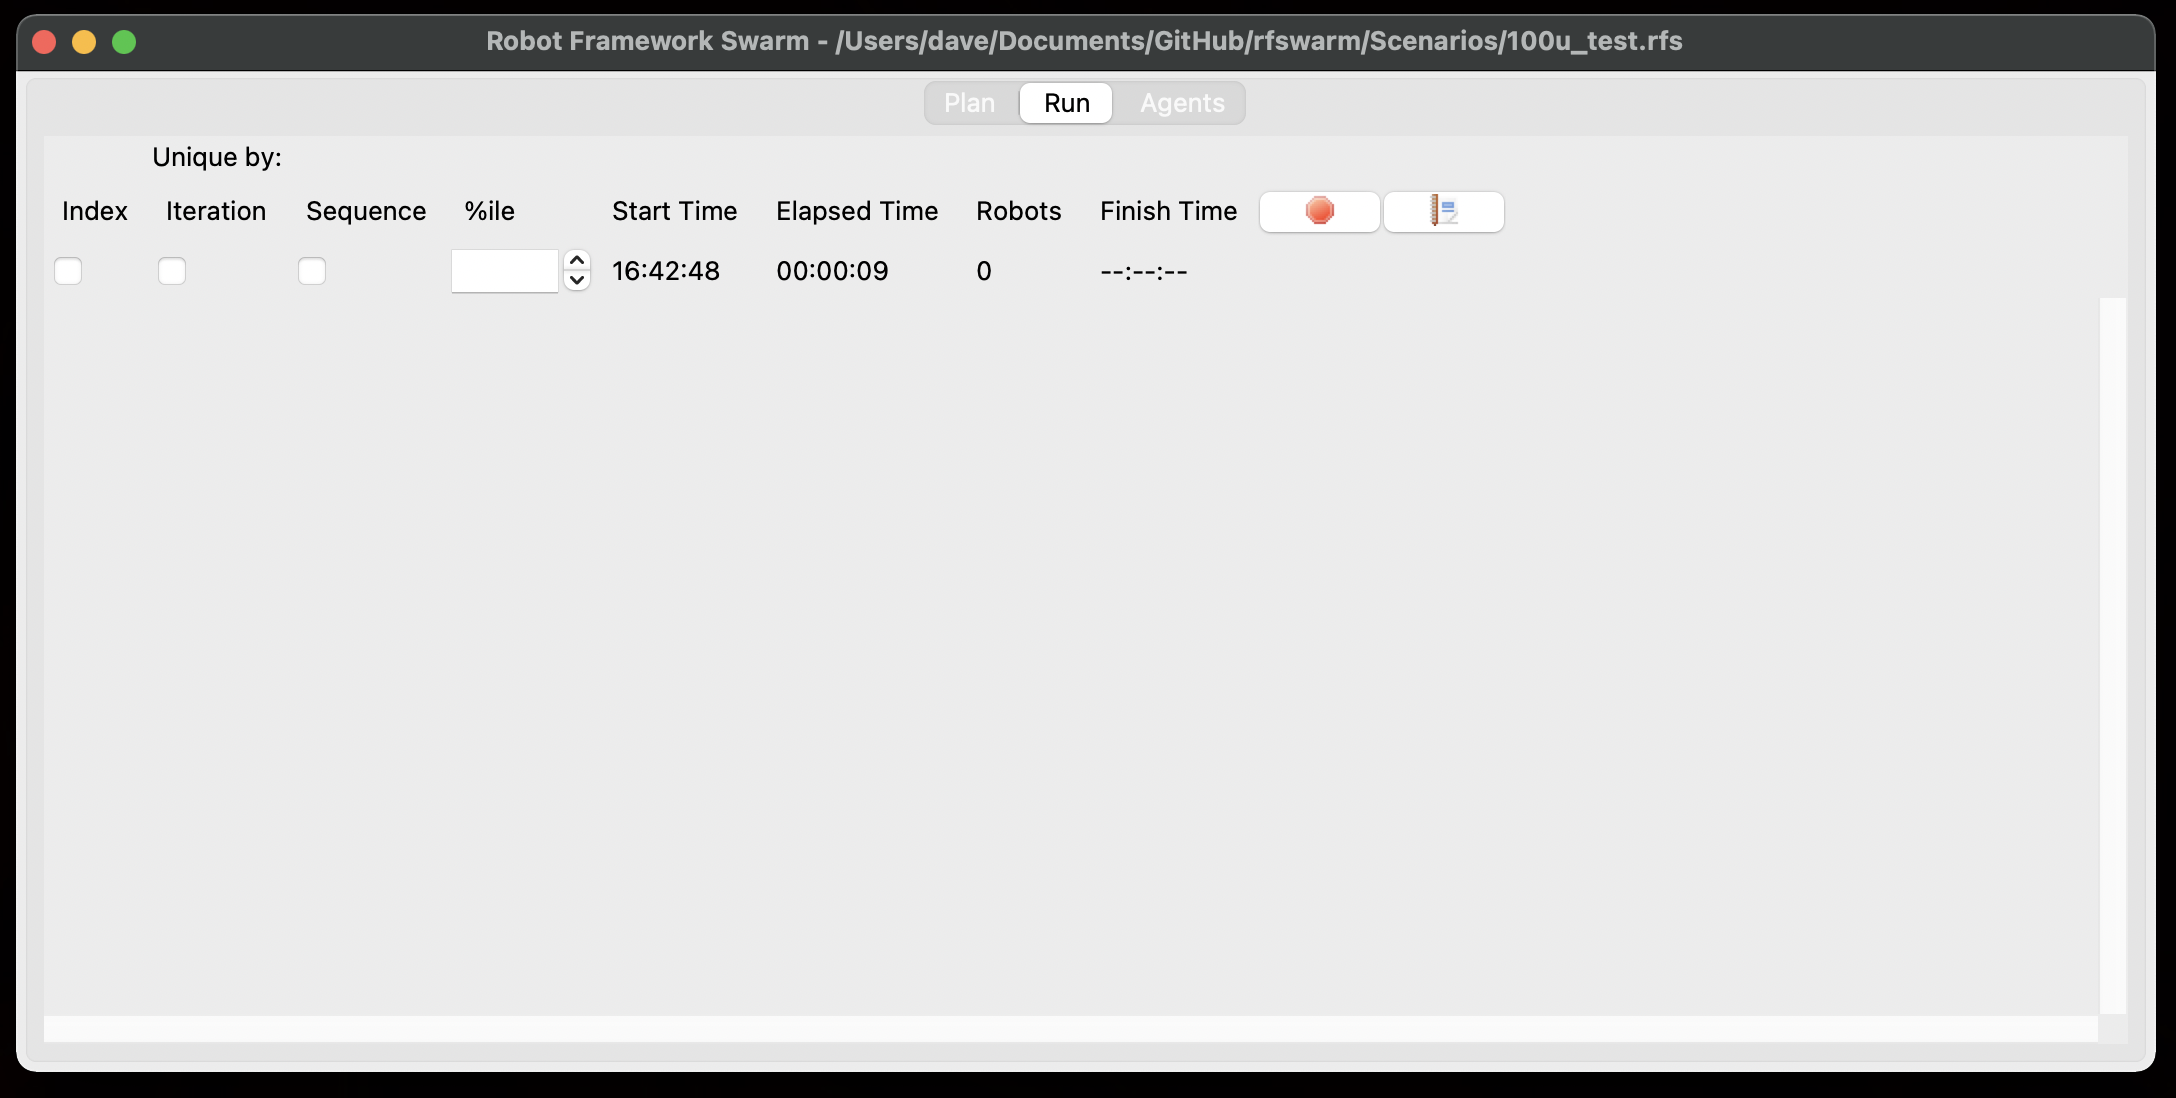 Robot Framework Swarm - /Users/dave/Documents/GitHub/rfswarm/Scenarios/100u_test.rfs
Plan Run Agents
Unique by:
Index Iteration Sequence %ile Start Time Elapsed Time Robots Finish Time
16:42:48 00:00:09 0 --:--:--